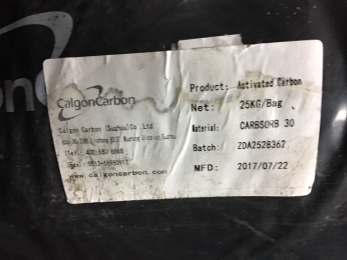 CalgonCarbon
Calgon Carbon (Suzhou) Co.,Ltd
www.calgoncarbon.com
Product: Activated Carbon
Net: 25KG/Bag
Material: CARBSORB 30
Batch: ZDA2528362
MFD: 2017/07/22